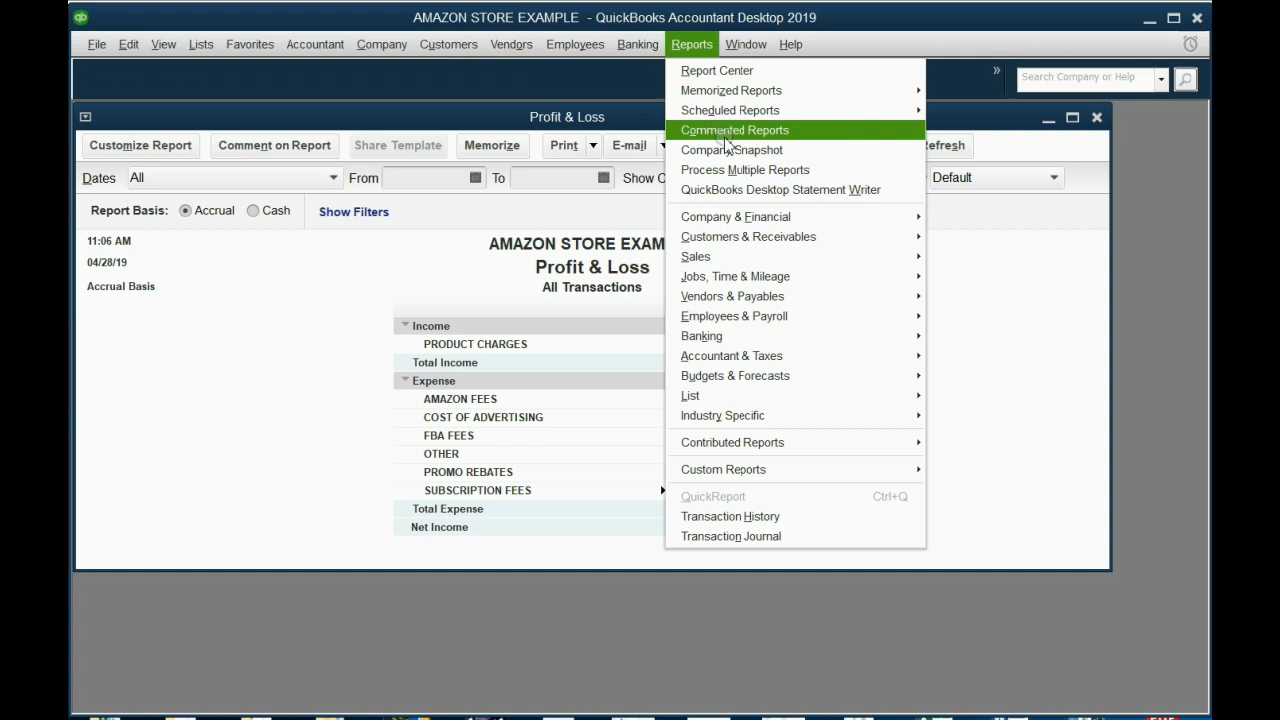 AMAZON STORE EXAMPLE - QuickBooks Accountant Desktop 2019
File Edit View Lists Favorites Accountant Company Customers Vendors Employees Banking Reports Window Help
Search Company or Help
Report Center
Memorized Reports
Scheduled Reports
Commented Reports
Company Snapshot
Process Multiple Reports
QuickBooks Desktop Statement Writer
Company & Financial
Customers & Receivables
Sales
Jobs, Time & Mileage
Vendors & Payables
Employees & Payroll
Banking
Accountant & Taxes
Budgets & Forecasts
List
Industry Specific
Contributed Reports
Custom Reports
QuickReport Ctrl+Q
Transaction History
Transaction Journal
Profit & Loss
Customize Report Comment on Report Share Template Memorize Print E-mail efresh
Dates All From To Show C Default
Report Basis: Accrual Cash Show Filters
11:06 AM
04/28/19
Accrual Basis
AMAZON STORE EXAM
Profit & Loss
All Transactions
Income
PRODUCT CHARGES
Total Income
Expense
AMAZON FEES
COST OF ADVERTISING
FBA FEES
OTHER
PROMO REBATES
SUBSCRIPTION FEES
Total Expense
Net Income